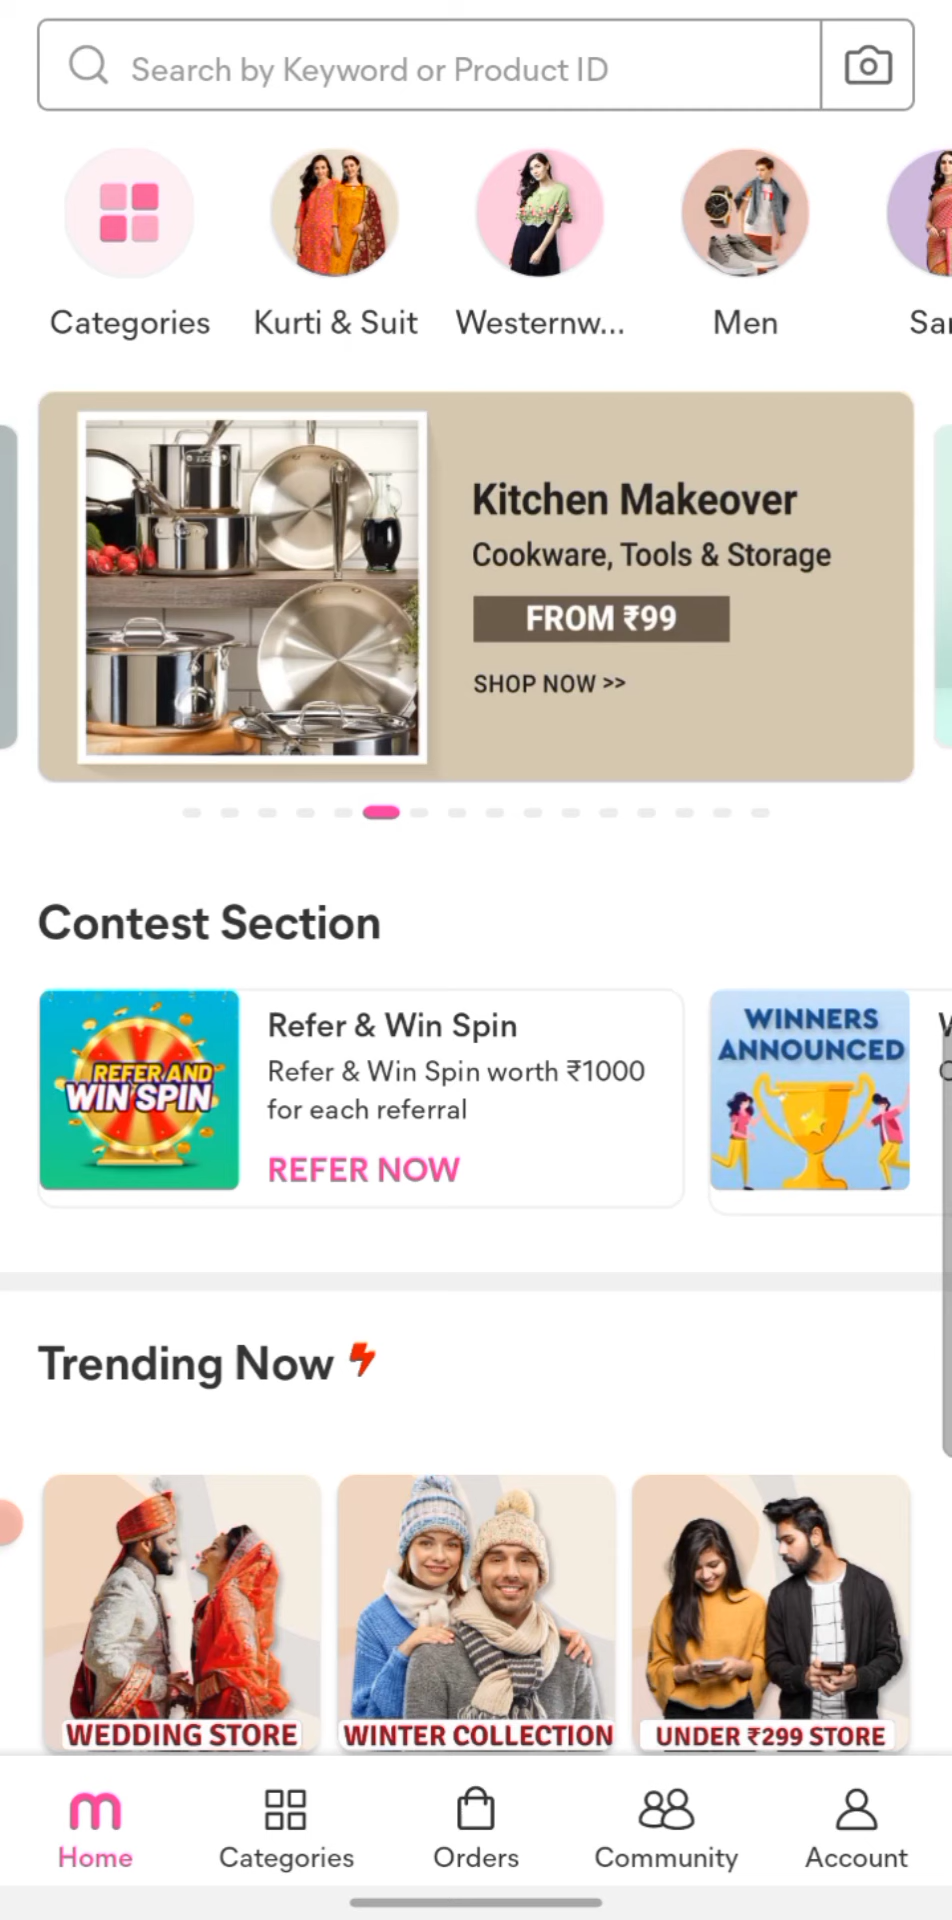 Search by Keyword or Product ID
Categories
Kurti & Suit
Westernw...
Men
Kitchen Makeover
Cookware, Tools & Storage
FROM ₹99
SHOP NOW >>
Contest Section
REFER AND
WIN SPIN
Refer & Win Spin
Refer & Win Spin worth ₹1000
for each referral
REFER NOW
WINNERS
ANNOUNCED
Trending Now
WEDDING STORE
WINTER COLLECTION
UNDER ₹299 STORE
m
Home
Categories
Orders
Community
Account